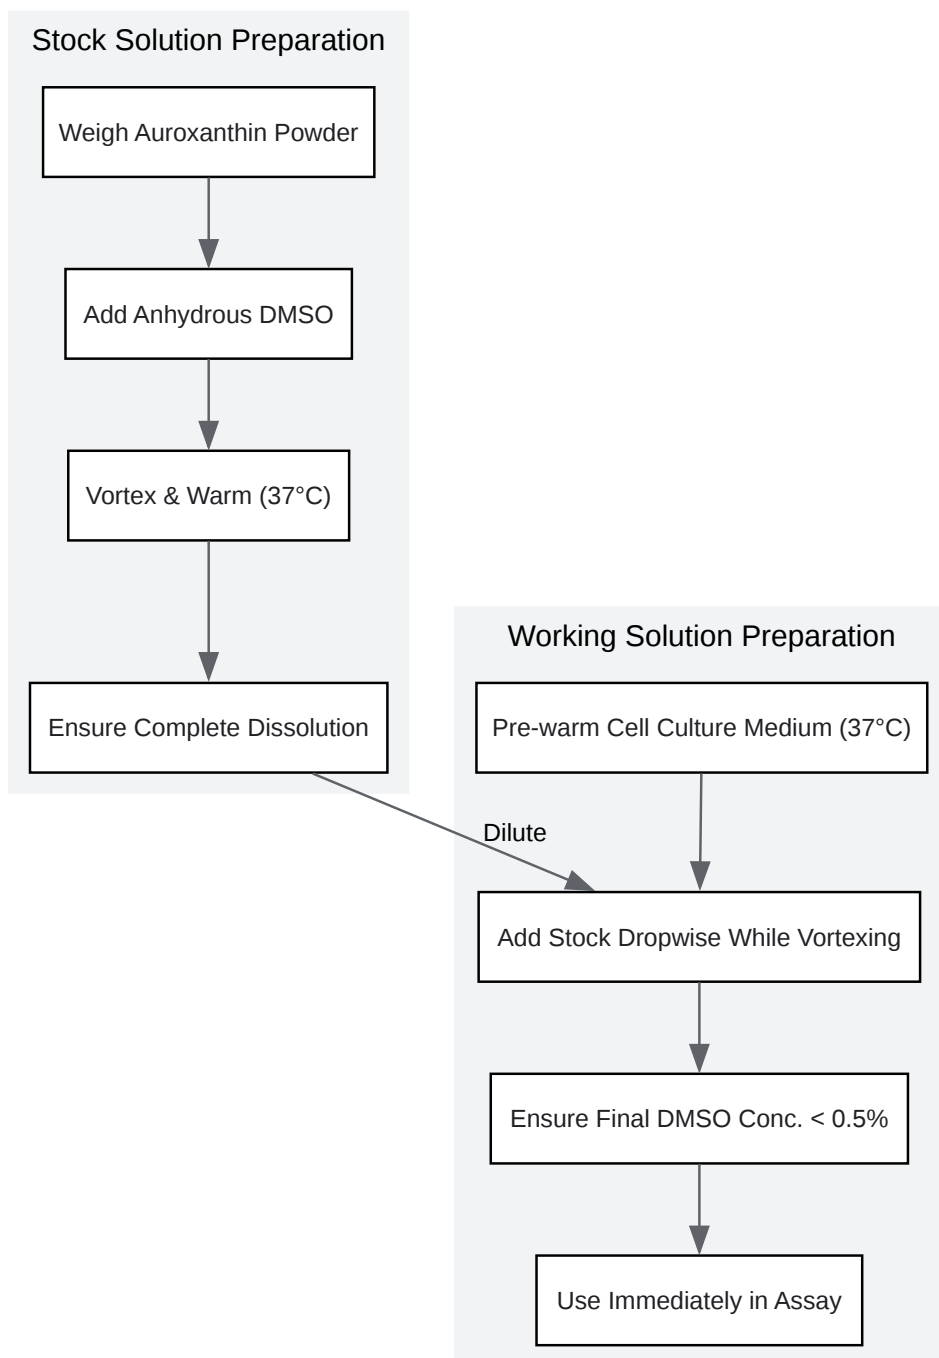 Stock Solution Preparation
Weigh Auroxanthin Powder
Add Anhydrous DMSO
Vortex & Warm (37°C)
Ensure Complete Dissolution
Dilute
Working Solution Preparation
Pre-warm Cell Culture Medium (37°C)
Add Stock Dropwise While Vortexing
Ensure Final DMSO Conc. < 0.5%
Use Immediately in Assay